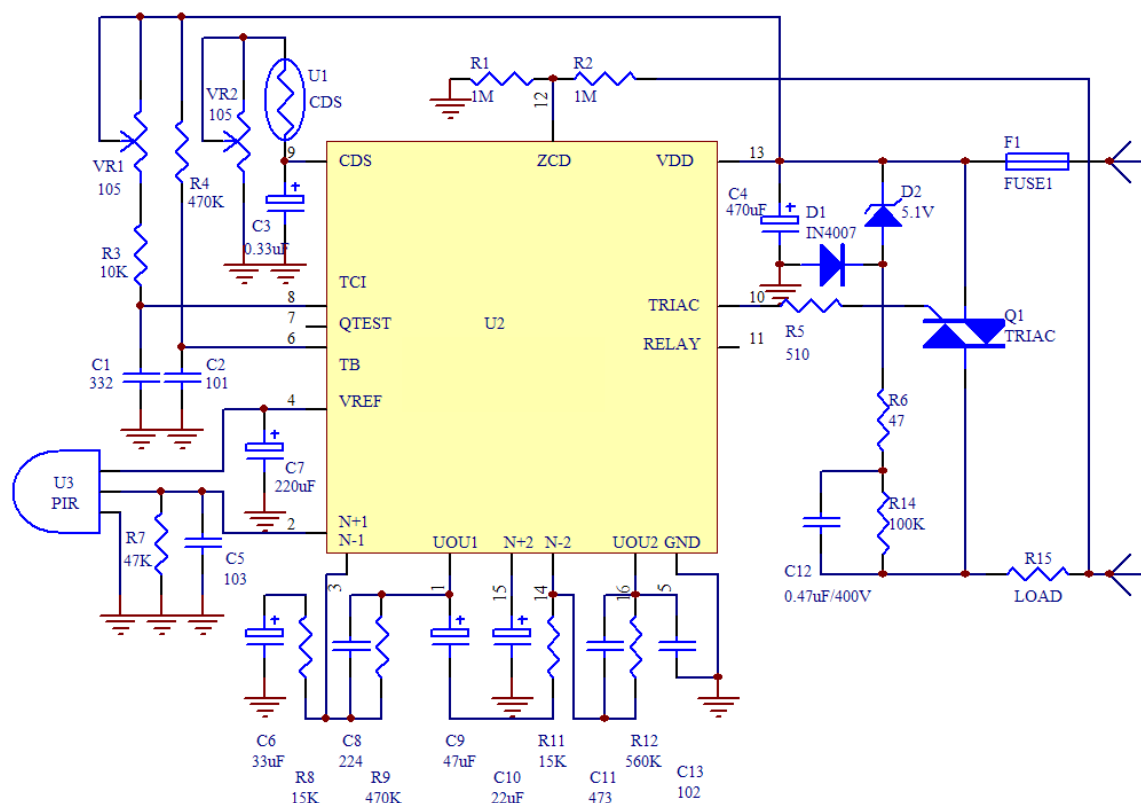 U1
CDS
VR2
105
R1
1M
R2
1M
12
9
CDS
ZCD
VDD
13
F1
FUSE1
VR1
105
R4
470K
C3
0.33uF
C4
470uF
D1
IN4007
D2
5.1V
R3
10K
TCI
8
QTEST
7
6
TB
U2
TRIAC
10
RELAY
11
R5
510
Q1
TRIAC
C1
332
C2
101
VREF
4
R6
47
U3
PIR
C7
220uF
R14
100K
R7
47K
C5
103
2
N+1
N-1
UOU1
N+2
N-2
UOU2
GND
3
1
15
14
16
5
C12
0.47uF/400V
R15
LOAD
C6
33uF
R8
15K
C8
224
R9
470K
C9
47uF
C10
22uF
R11
15K
C11
473
R12
560K
C13
102